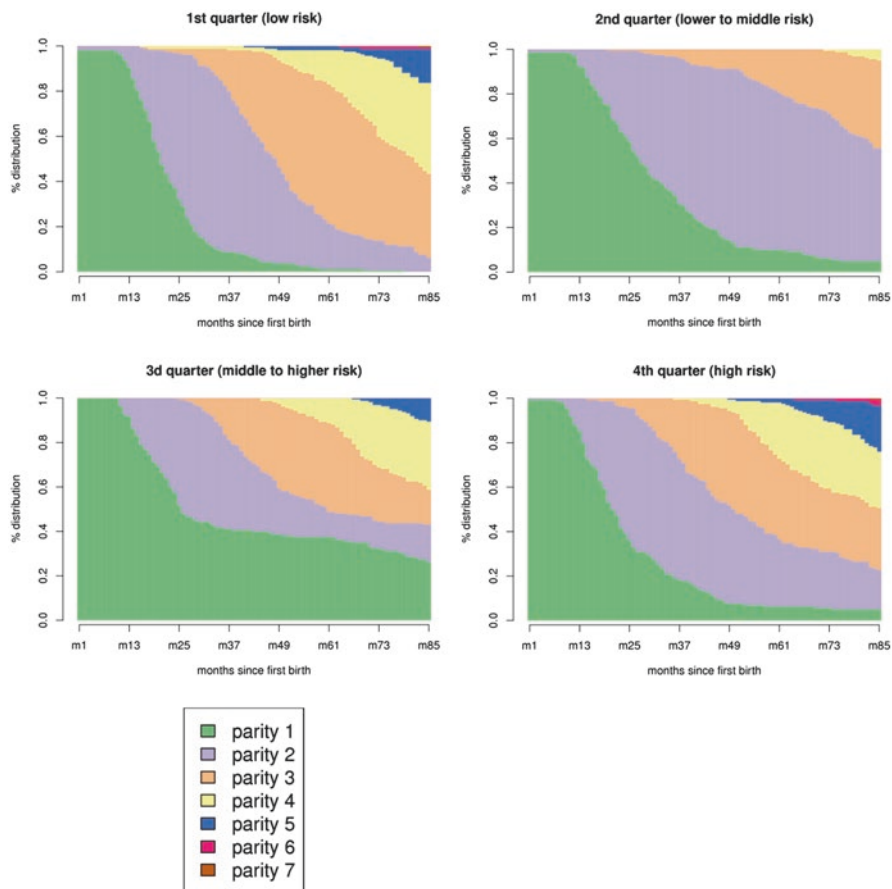 1st quarter (low risk)
2nd quarter (lower to middle risk)
% distribution
0.0 0.2 0.4 0.6 0.8 1.0
m1 m13 m25 m37 m49 m61 m73 m85
months since first birth
% distribution
0.0 0.2 0.4 0.6 0.8 1.0
m1 m13 m25 m37 m49 m61 m73 m85
months since first birth
3d quarter (middle to higher risk)
4th quarter (high risk)
% distribution
0.0 0.2 0.4 0.6 0.8 1.0
m1 m13 m25 m37 m49 m61 m73 m85
months since first birth
% distribution
0.0 0.2 0.4 0.6 0.8 1.0
m1 m13 m25 m37 m49 m61 m73 m85
months since first birth
parity 1
parity 2
parity 3
parity 4
parity 5
parity 6
parity 7